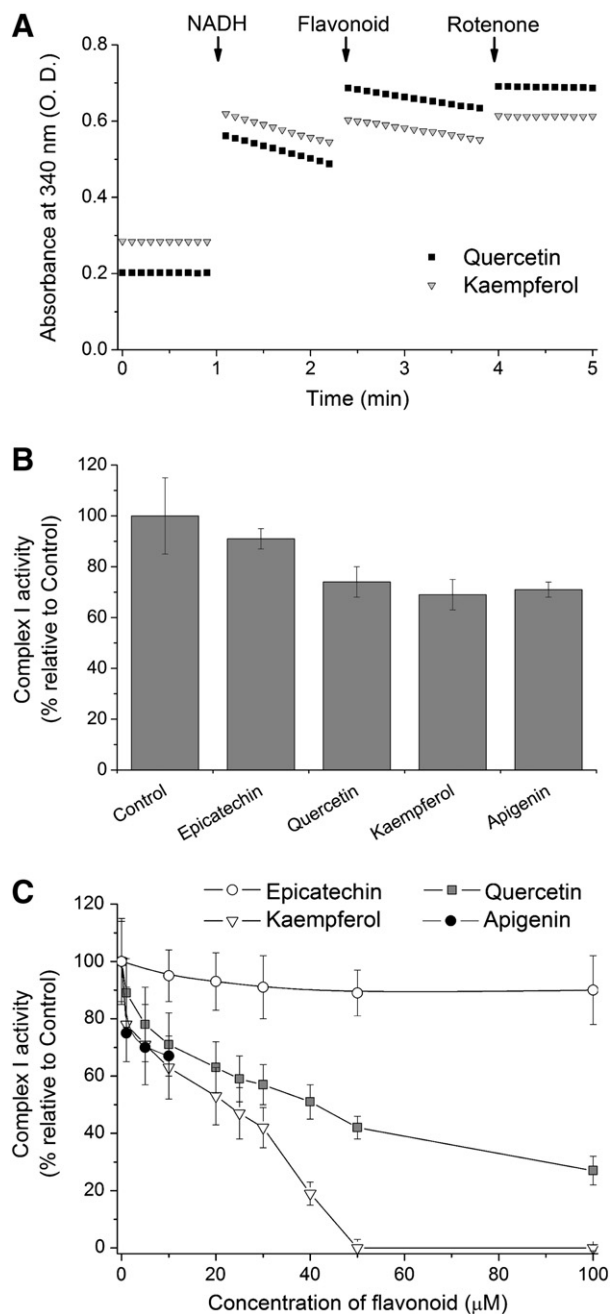 A
NADH Flavonoid Rotenone
Absorbance at 340 nm (O. D.)
0.8
0.6
0.4
0.2
0.0
Quercetin
Kaempferol
0 1 2 3 4 5
Time (min)
B
Complex I activity
(% relative to Control)
120
100
80
60
40
20
0
Control Epicatechin Quercetin Kaempferol Apigenin
C
Epicatechin Quercetin
Kaempferol Apigenin
Complex I activity
(% relative to Control)
120
100
80
60
40
20
0
0 20 40 60 80 100
Concentration of flavonoid (μM)